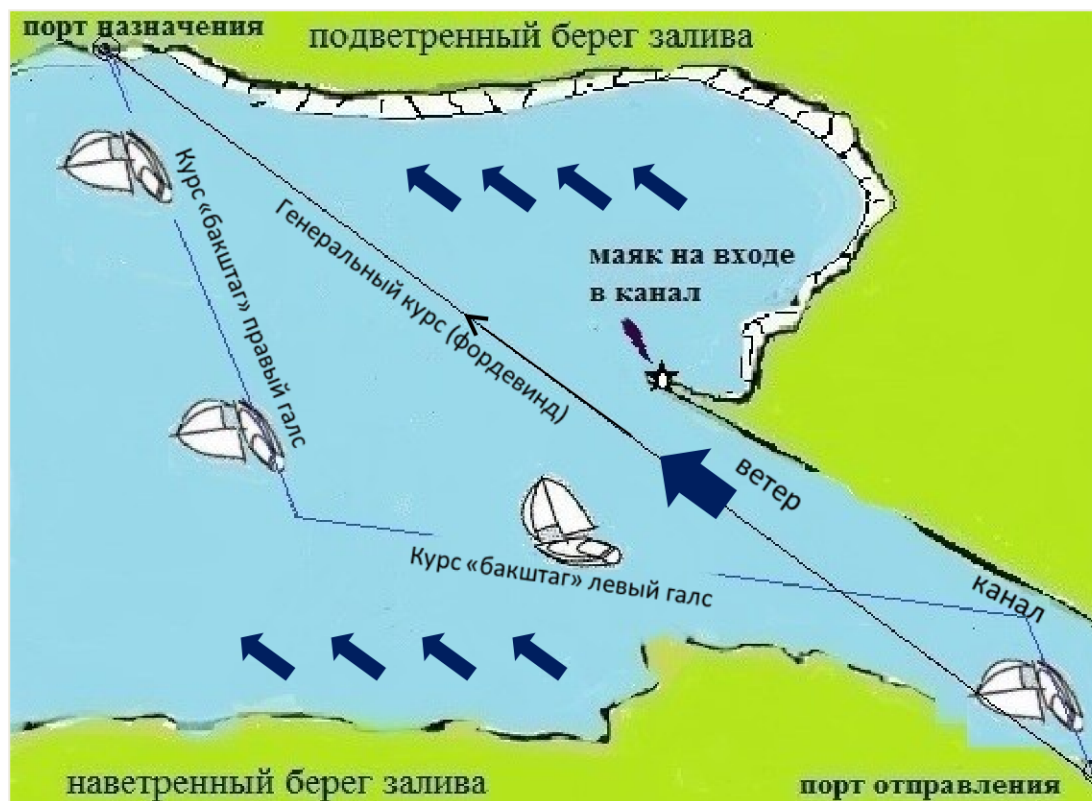 порт назначения
подветренный берег залива
Курс «бакштаг» правый галс
Генеральный курс (фордевинд)
маяк на входе
в канал
ветер
Курс «бакштаг» левый галс
канал
наветренный берег залива
порт отправления